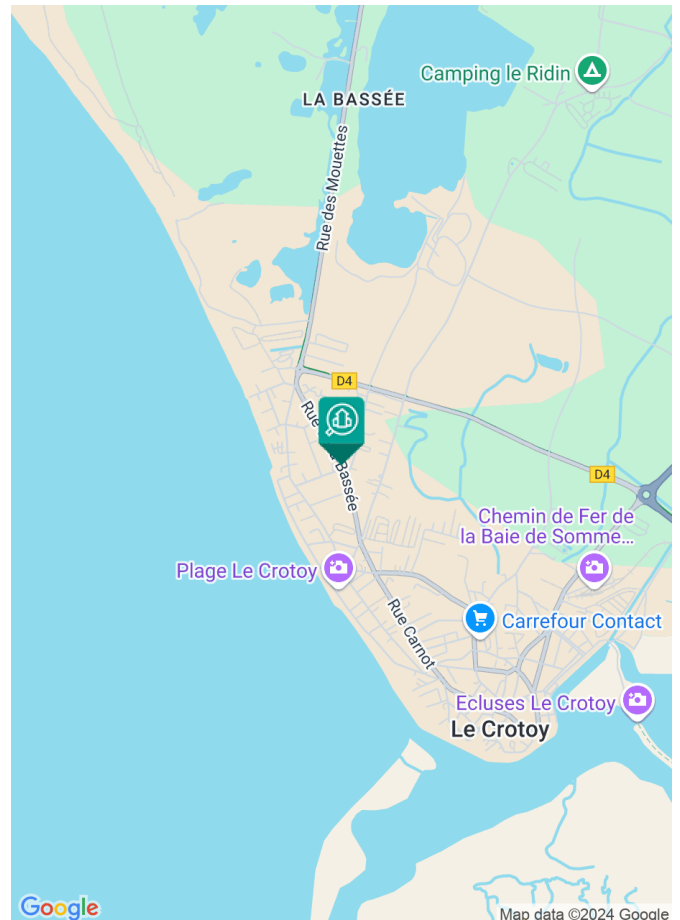 Camping le Ridin
LA BASSÉE
Rue des Mouettes
D4
Rue
Bassée
D4
Chemin de Fer de
la Baie de Somme...
Plage Le Crotoy
Rue Carnot
Carrefour Contact
Ecluses Le Crotoy
Le Crotoy
Google
Map data ©2024 Google